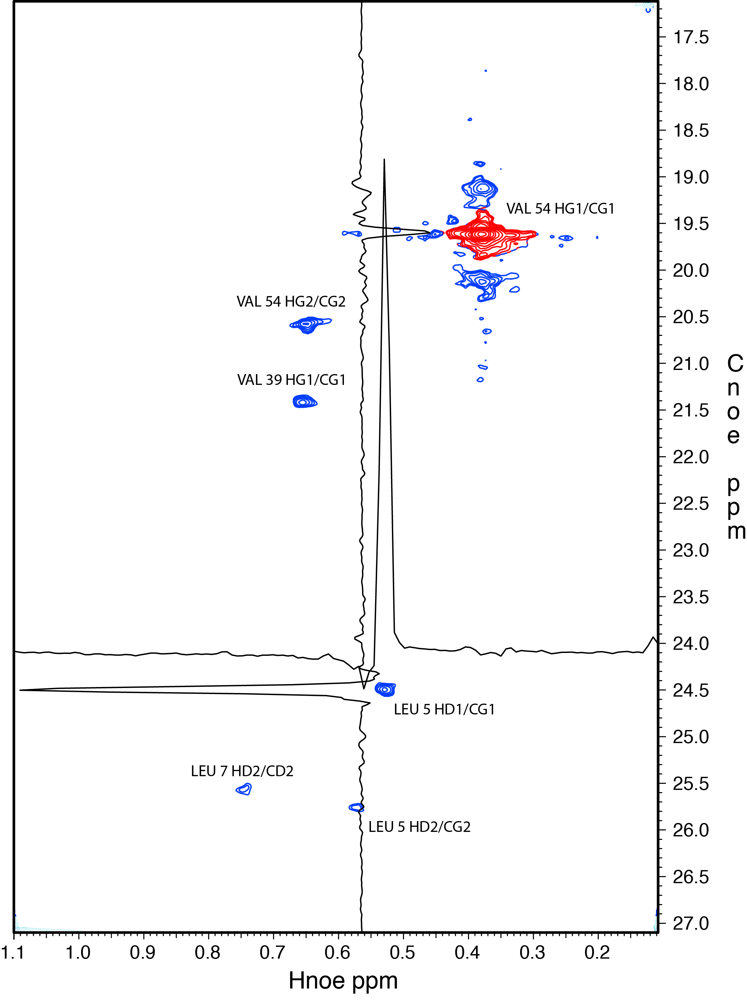 17.5
18.0
18.5
19.0
VAL 54 HG1/CG1
19.5
20.0
VAL 54 HG2/CG2
20.5
21.0
VAL 39 HG1/CG1
21.5
22.0
22.5
23.0
23.5
24.0
24.5
LEU 5 HD1/CG1
25.0
LEU 7 HD2/CD2
25.5
LEU 5 HD2/CG2
26.0
26.5
27.0
Cnoe ppm
1.1 1.0 0.9 0.8 0.7 0.6 0.5 0.4 0.3 0.2
Hnoe ppm